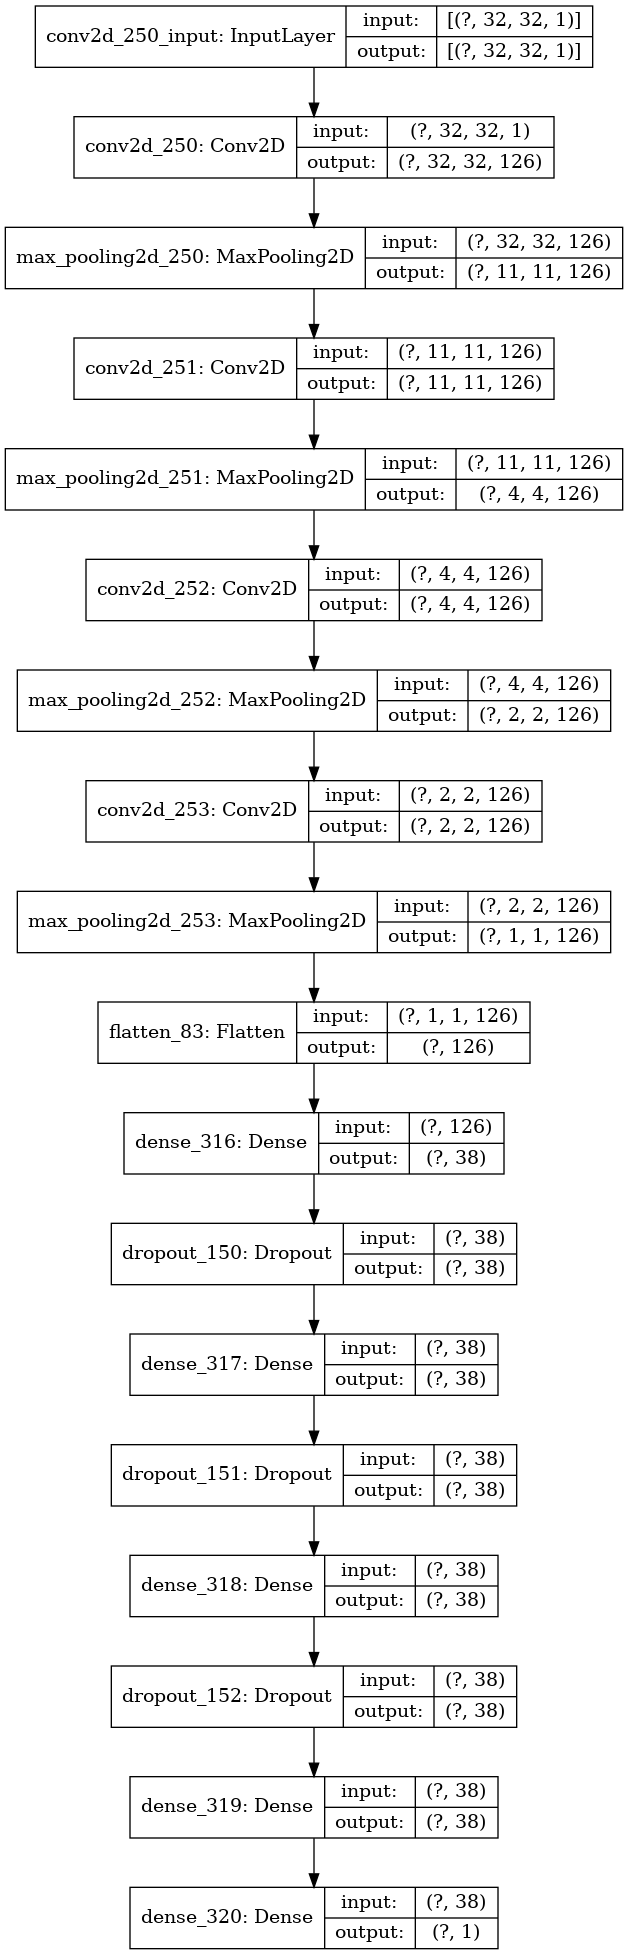 conv2d_250_input: InputLayer input: [(?, 32, 32, 1)]
output: [(?, 32, 32, 1)]
conv2d_250: Conv2D input: (?, 32, 32, 1)
output: (?, 32, 32, 126)
max_pooling2d_250: MaxPooling2D input: (?, 32, 32, 126)
output: (?, 11, 11, 126)
conv2d_251: Conv2D input: (?, 11, 11, 126)
output: (?, 11, 11, 126)
max_pooling2d_251: MaxPooling2D input: (?, 11, 11, 126)
output: (?, 4, 4, 126)
conv2d_252: Conv2D input: (?, 4, 4, 126)
output: (?, 4, 4, 126)
max_pooling2d_252: MaxPooling2D input: (?, 4, 4, 126)
output: (?, 2, 2, 126)
conv2d_253: Conv2D input: (?, 2, 2, 126)
output: (?, 2, 2, 126)
max_pooling2d_253: MaxPooling2D input: (?, 2, 2, 126)
output: (?, 1, 1, 126)
flatten_83: Flatten input: (?, 1, 1, 126)
output: (?, 126)
dense_316: Dense input: (?, 126)
output: (?, 38)
dropout_150: Dropout input: (?, 38)
output: (?, 38)
dense_317: Dense input: (?, 38)
output: (?, 38)
dropout_151: Dropout input: (?, 38)
output: (?, 38)
dense_318: Dense input: (?, 38)
output: (?, 38)
dropout_152: Dropout input: (?, 38)
output: (?, 38)
dense_319: Dense input: (?, 38)
output: (?, 38)
dense_320: Dense input: (?, 38)
output: (?, 1)